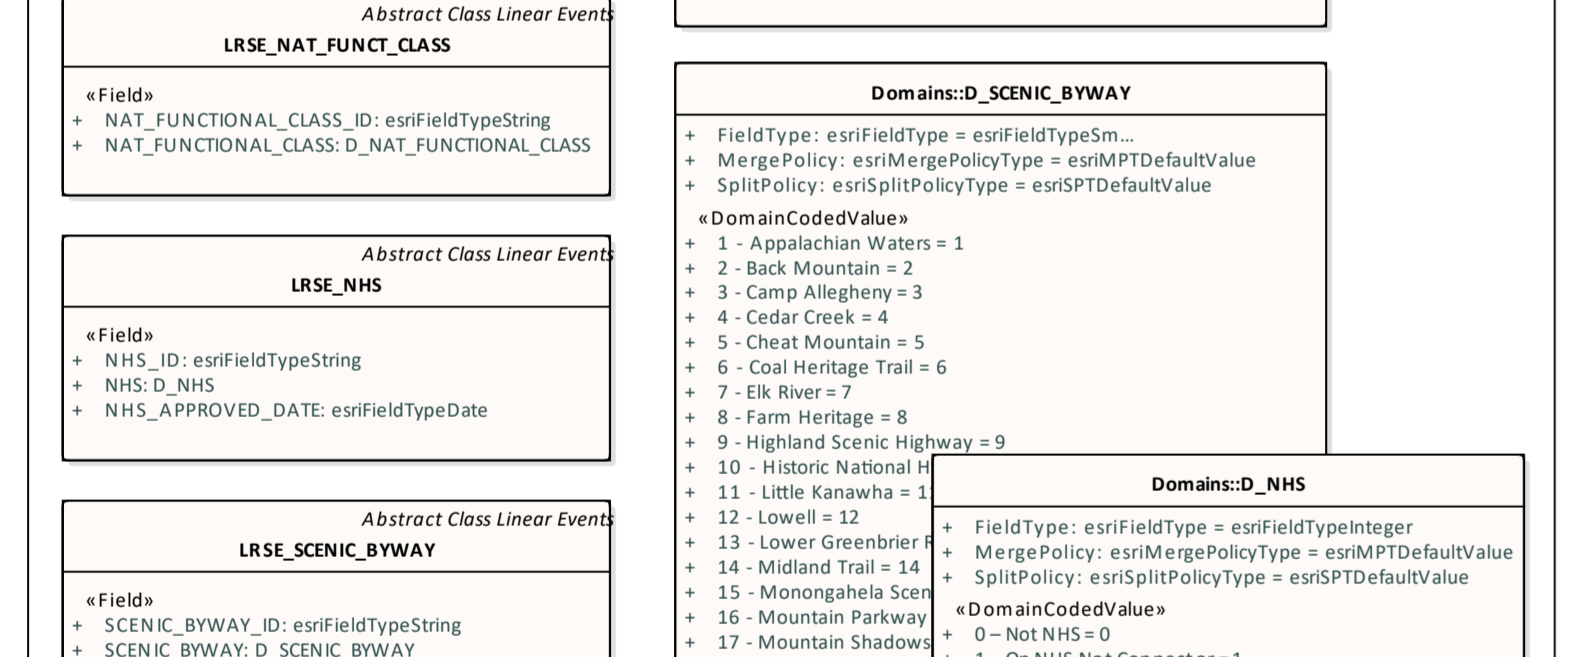 Abstract Class Linear Events
LRSE_NAT_FUNCT_CLASS
«Field»
+ NAT_FUNCTIONAL_CLASS_ID: esriFieldTypeString
+ NAT_FUNCTIONAL_CLASS: D_NAT_FUNCTIONAL_CLASS
Abstract Class Linear Events
LRSE_NHS
«Field»
+ NHS_ID: esriFieldTypeString
+ NHS: D_NHS
+ NHS_APPROVED_DATE: esriFieldTypeDate
Abstract Class Linear Events
LRSE_SCENIC_BYWAY
«Field»
+ SCENIC_BYWAY_ID: esriFieldTypeString
+ SCENIC_BYWAY: D_SCENIC_BYWAY
Domains::D_SCENIC_BYWAY
+ FieldType: esriFieldType = esriFieldTypeSm...
+ MergePolicy: esriMergePolicyType = esriMPTDefaultValue
+ SplitPolicy: esriSplitPolicyType = esriSPTDefaultValue
«DomainCodedValue»
+ 1 - Appalachian Waters = 1
+ 2 - Back Mountain = 2
+ 3 - Camp Allegheny = 3
+ 4 - Cedar Creek = 4
+ 5 - Cheat Mountain = 5
+ 6 - Coal Heritage Trail = 6
+ 7 - Elk River = 7
+ 8 - Farm Heritage = 8
+ 9 - Highland Scenic Highway = 9
+ 10 - Historic National
+ 11 - Little Kanawha =
+ 12 - Lowell = 12
+ 13 - Lower Greenbrier
+ 14 - Midland Trail = 14
+ 15 - Monongahela
+ 16 - Mountain Parkway
+ 17 - Mountain Shadows
Domains::D_NHS
+ FieldType: esriFieldType = esriFieldTypeInteger
+ MergePolicy: esriMergePolicyType = esriMPTDefaultValue
+ SplitPolicy: esriSplitPolicyType = esriSPTDefaultValue
«DomainCodedValue»
+ 0 – Not NHS = 0